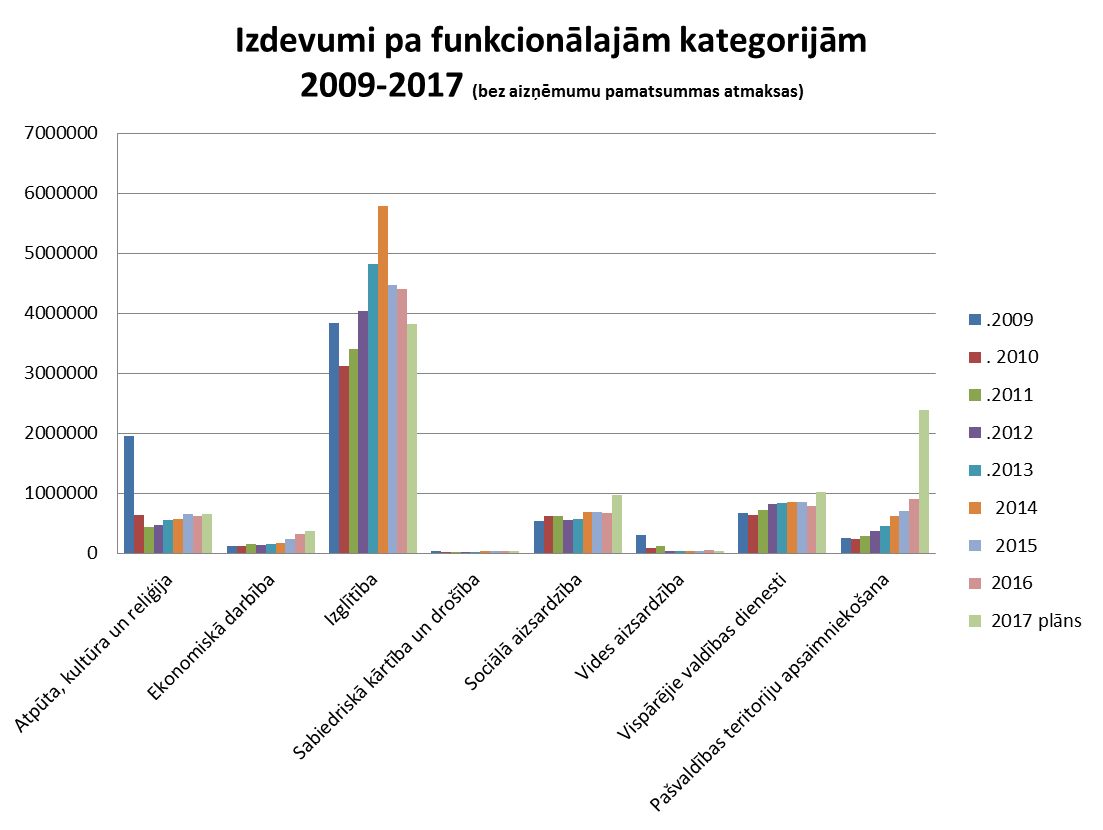 Izdevumi pa funkcionālajām kategorijām
2009-2017 (bez aizņēmumu pamatsummas atmaksas)
7000000
6000000
5000000
4000000
3000000
2000000
1000000
0
Atpūta, kultūra un reliģija
Ekonomiskā darbība
Izglītība
Sabiedriskā kārtība un drošība
Sociālā aizsardzība
Vides aizsardzība
Vispārējie valdības dienesti
Pašvaldības teritoriju apsaimniekošana
.2009
. 2010
.2011
.2012
.2013
2014
2015
2016
2017 plāns